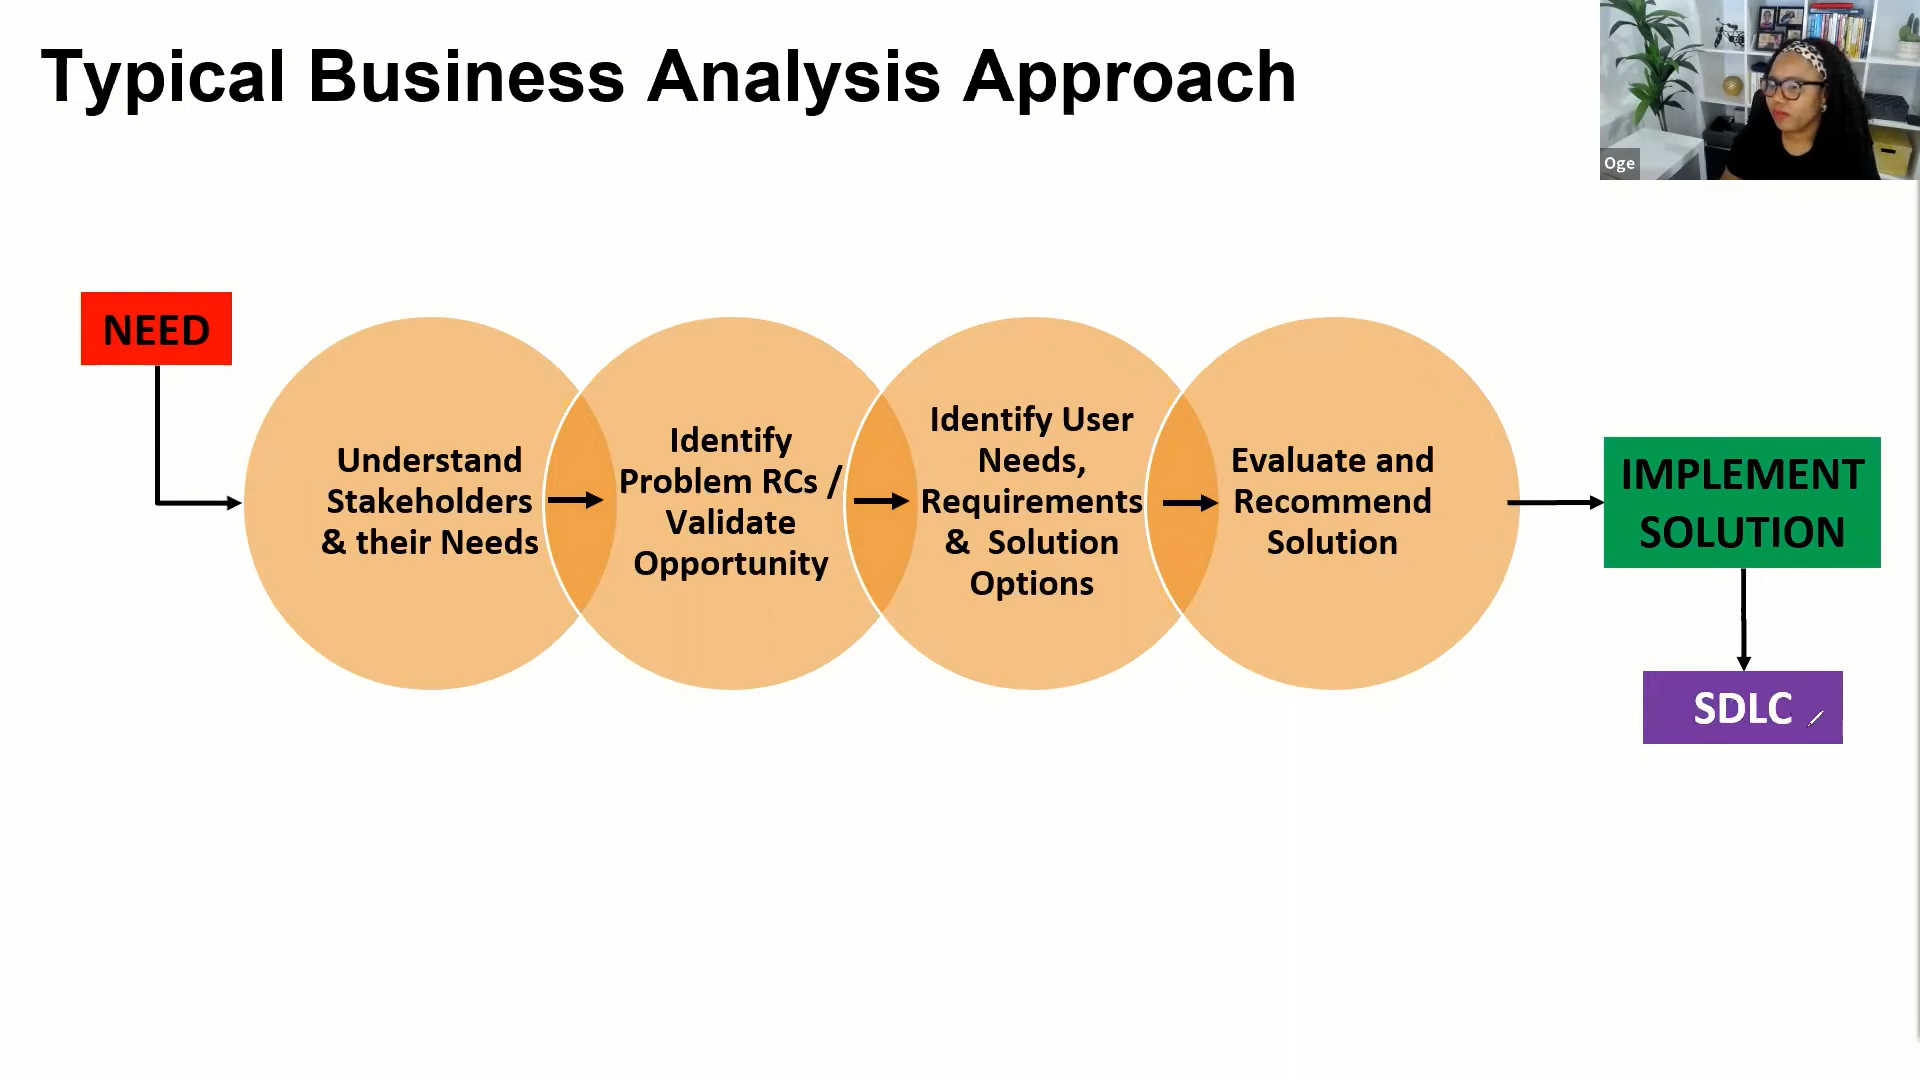 Typical Business Analysis Approach
Oge
NEED
Understand
Stakeholders
& their Needs
Identify
Problem RCs /
Validate
Opportunity
Identify User
Needs,
Requirements
& Solution
Options
Evaluate and
Recommend
Solution
IMPLEMENT
SOLUTION
SDLC